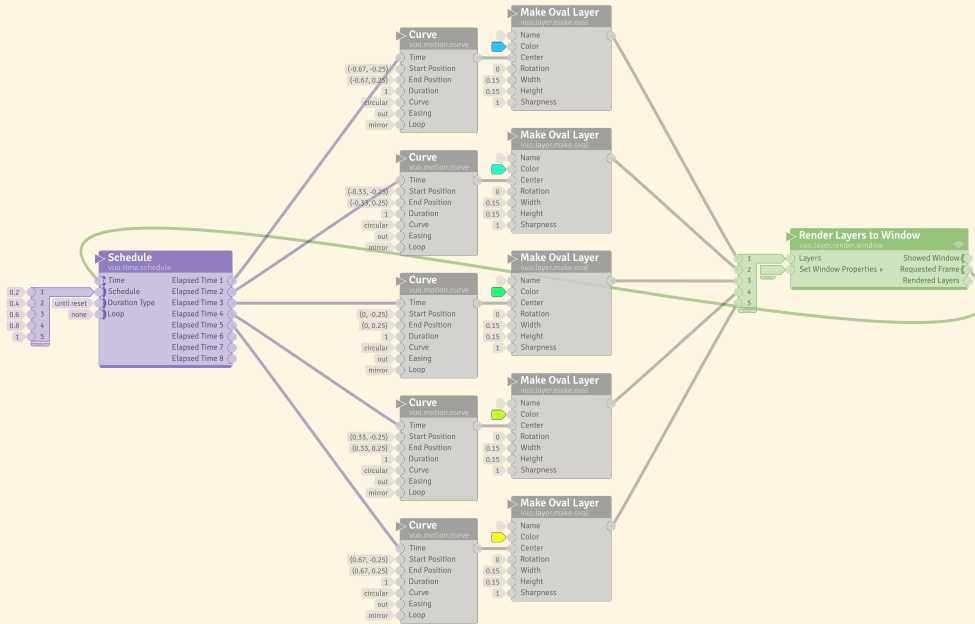 Make Oval Layer
vuo.layer.make.oval
Name
Color
Center
0 Rotation
0.15 Width
0.15 Height
1 Sharpness
Curve
vuo.motion.curve
Time
(-0.67, -0.25) Start Position
(-0.67, 0.25) End Position
1 Duration
circular Curve
out Easing
mirror Loop
Make Oval Layer
vuo.layer.make.oval
Name
Color
Center
0 Rotation
0.15 Width
0.15 Height
1 Sharpness
Curve
vuo.motion.curve
Time
(-0.33, -0.25) Start Position
(-0.33, 0.25) End Position
1 Duration
circular Curve
out Easing
mirror Loop
Schedule
vuo.time.schedule
Time Elapsed Time 1
0.2 1 Schedule Elapsed Time 2
0.4 2 until reset Duration Type Elapsed Time 3
0.6 3 none Loop Elapsed Time 4
0.8 4 Elapsed Time 5
1 5 Elapsed Time 6
Elapsed Time 7
Elapsed Time 8
Make Oval Layer
vuo.layer.make.oval
Name
Color
Center
0 Rotation
0.15 Width
0.15 Height
1 Sharpness
Curve
vuo.motion.curve
Time
(0, -0.25) Start Position
(0, 0.25) End Position
1 Duration
circular Curve
out Easing
mirror Loop
Render Layers to Window
vuo.layer.render.window
1 Layers Showed Window
2 Set Window Properties ▸ Requested Frame
3 Rendered Layers
4
5
Make Oval Layer
vuo.layer.make.oval
Name
Color
Center
0 Rotation
0.15 Width
0.15 Height
1 Sharpness
Curve
vuo.motion.curve
Time
(0.33, -0.25) Start Position
(0.33, 0.25) End Position
1 Duration
circular Curve
out Easing
mirror Loop
Make Oval Layer
vuo.layer.make.oval
Name
Color
Center
0 Rotation
0.15 Width
0.15 Height
1 Sharpness
Curve
vuo.motion.curve
Time
(0.67, -0.25) Start Position
(0.67, 0.25) End Position
1 Duration
circular Curve
out Easing
mirror Loop